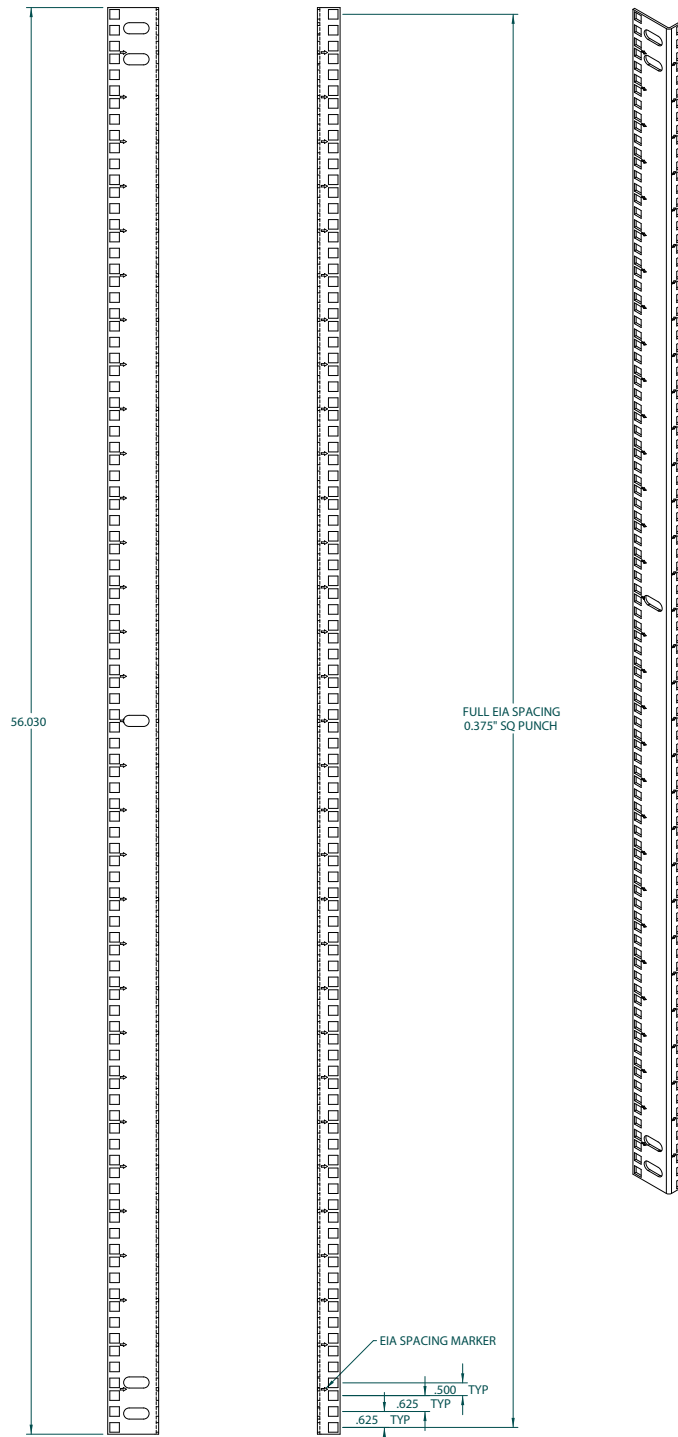 56.030
FULL EIA SPACING
0.375" SQ PUNCH
EIA SPACING MARKER
.500 TYP
.625 TYP
.625 TYP